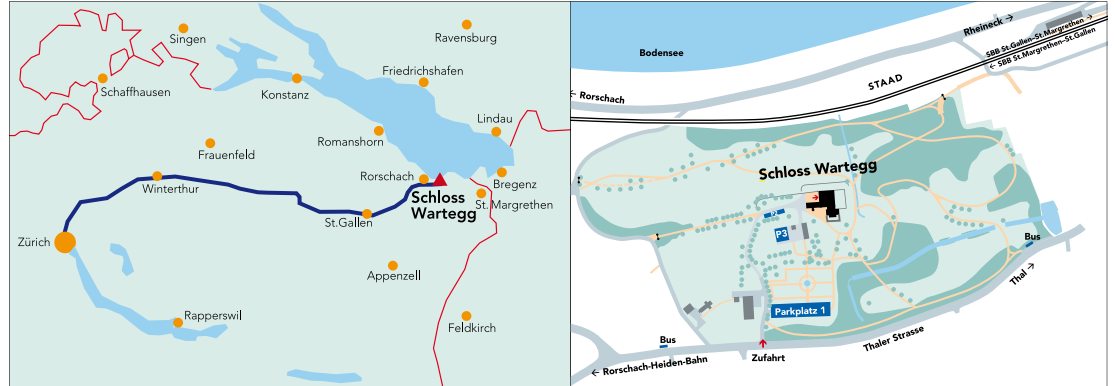 Singen
Ravensburg
Schaffhausen
Konstanz
Friedrichshafen
Lindau
Romanshorn
Frauenfeld
Winterthur
Rorschach
Bregenz
Schloss
Wartegg
St. Margrethen
St.Gallen
Zürich
Appenzell
Rapperswil
Feldkirch
Bodensee
Rheineck →
SBB St.Gallen–St.Margrethen →
← SBB St.Margrethen–St.Gallen
STAAD
← Rorschach
Schloss Wartegg
P3
Bus
Thal →
Parkplatz 1
Thaler Strasse
Bus
Zufahrt
← Rorschach-Heiden-Bahn